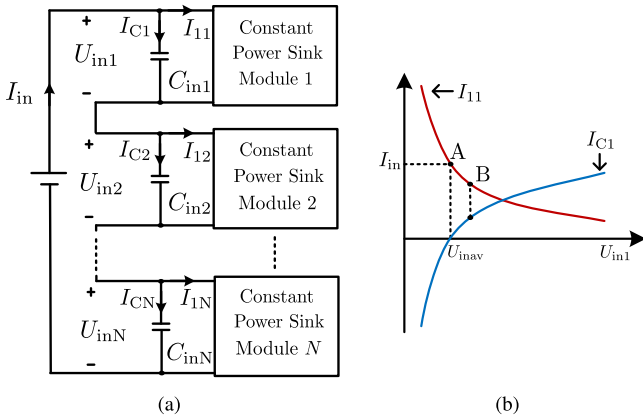 +
I_C1
I_11
U_in1
C_in1
−
Constant
Power Sink
Module 1
I_in
+
I_C2
I_12
U_in2
C_in2
−
Constant
Power Sink
Module 2
+
I_CN
I_1N
U_inN
C_inN
−
Constant
Power Sink
Module N
(a)
I_11
I_C1
A
B
I_in
U_inav
U_in1
(b)